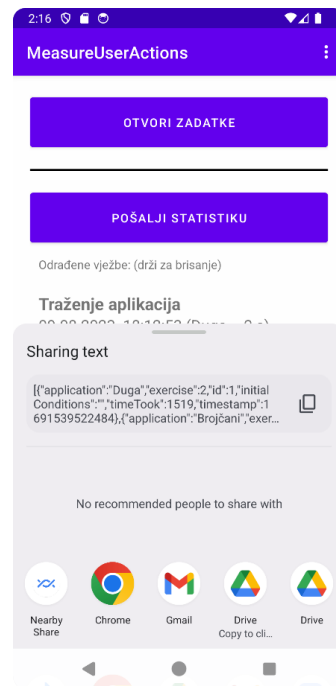 2:16
MeasureUserActions
OTVORI ZADATKE
POŠALJI STATISTIKU
Odrađene vježbe: (drži za brisanje)
Traženje aplikacija
Sharing text
[{"application":"Duga","exercise":2,"id":1,"initial
Conditions":"","timeTook":1519,"timestamp":1
691539522484},{"application":"Brojčani","exer...
No recommended people to share with
Nearby Share
Chrome
Gmail
Drive
Copy to cli...
Drive